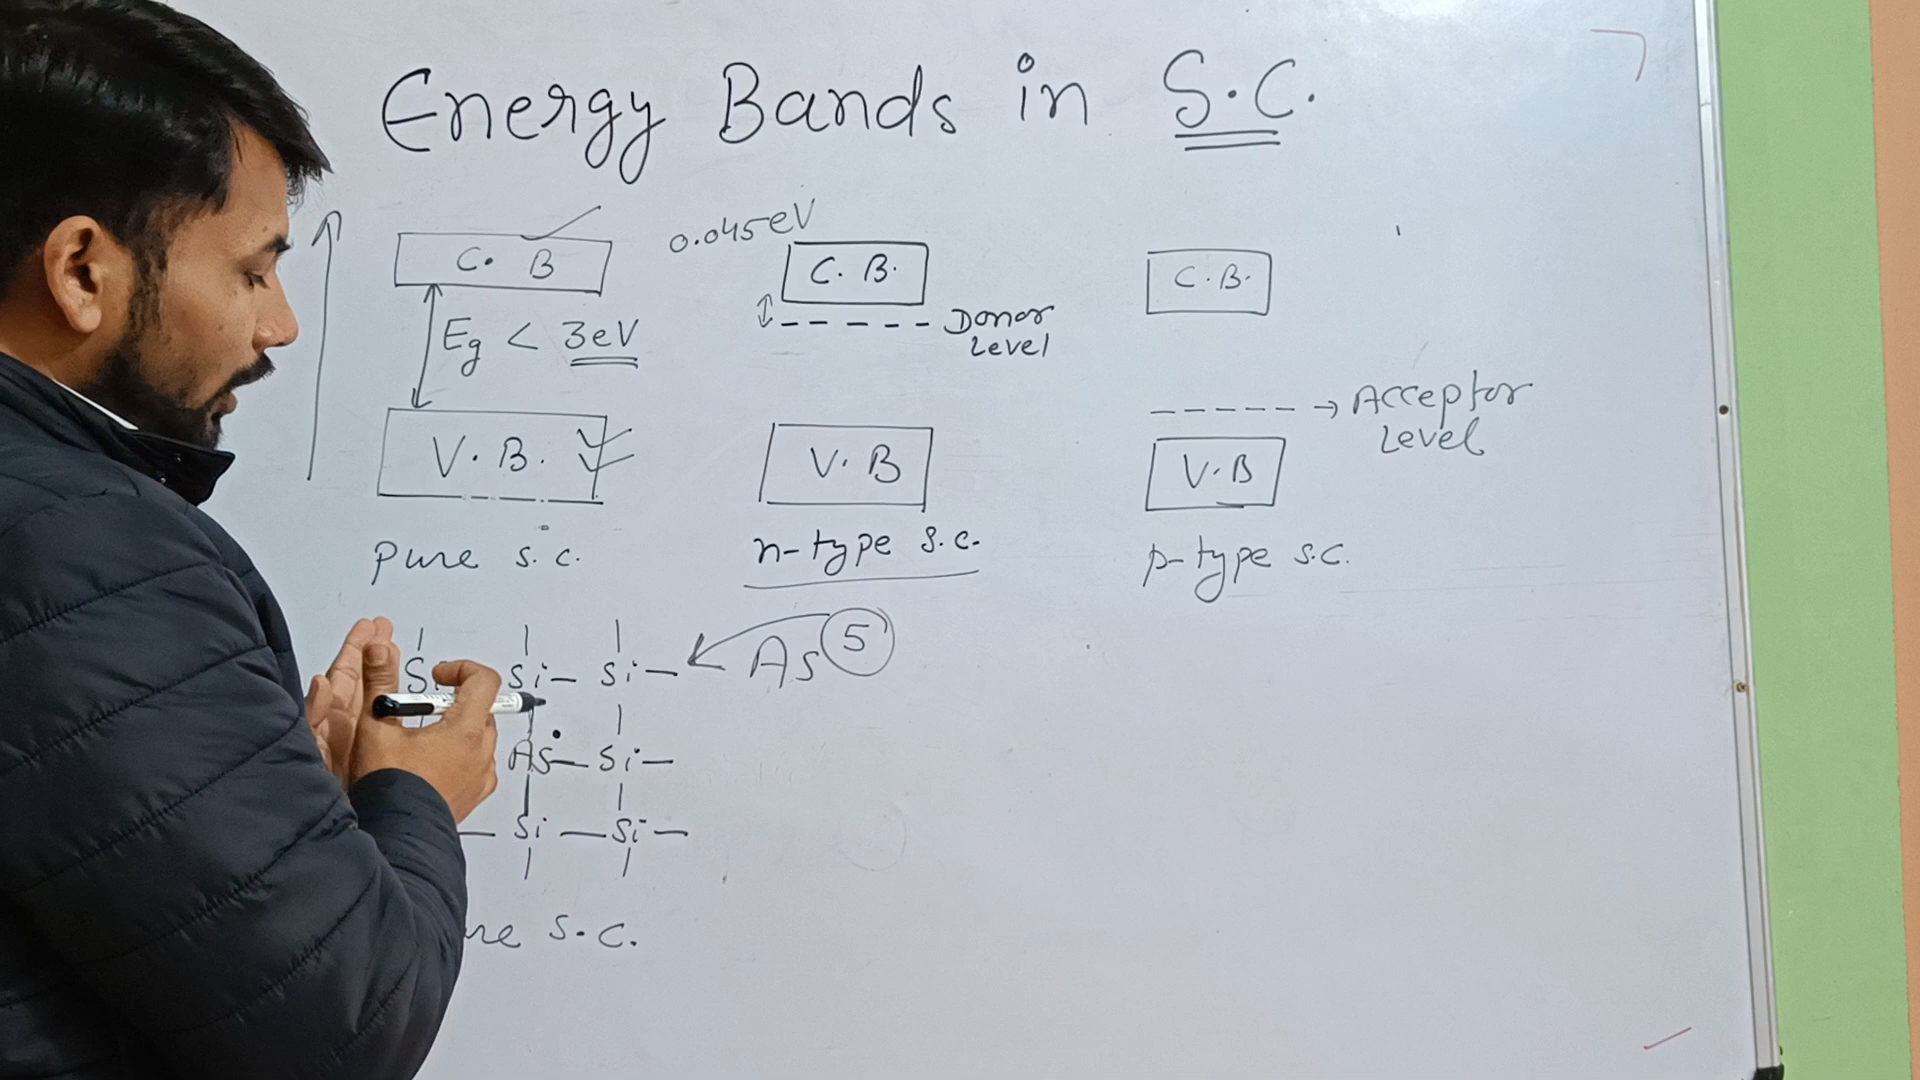 Energy Bands in S.C.
C. B
0.045eV
C. B.
C.B.
Eg < 3eV
Donor
Level
Acceptor
Level
V.B.
V.B
V.B
pure s.c.
n-type s.c.
p-type s.c.
Si - Si -
As 5
As - Si -
- Si - Si -
s.c.